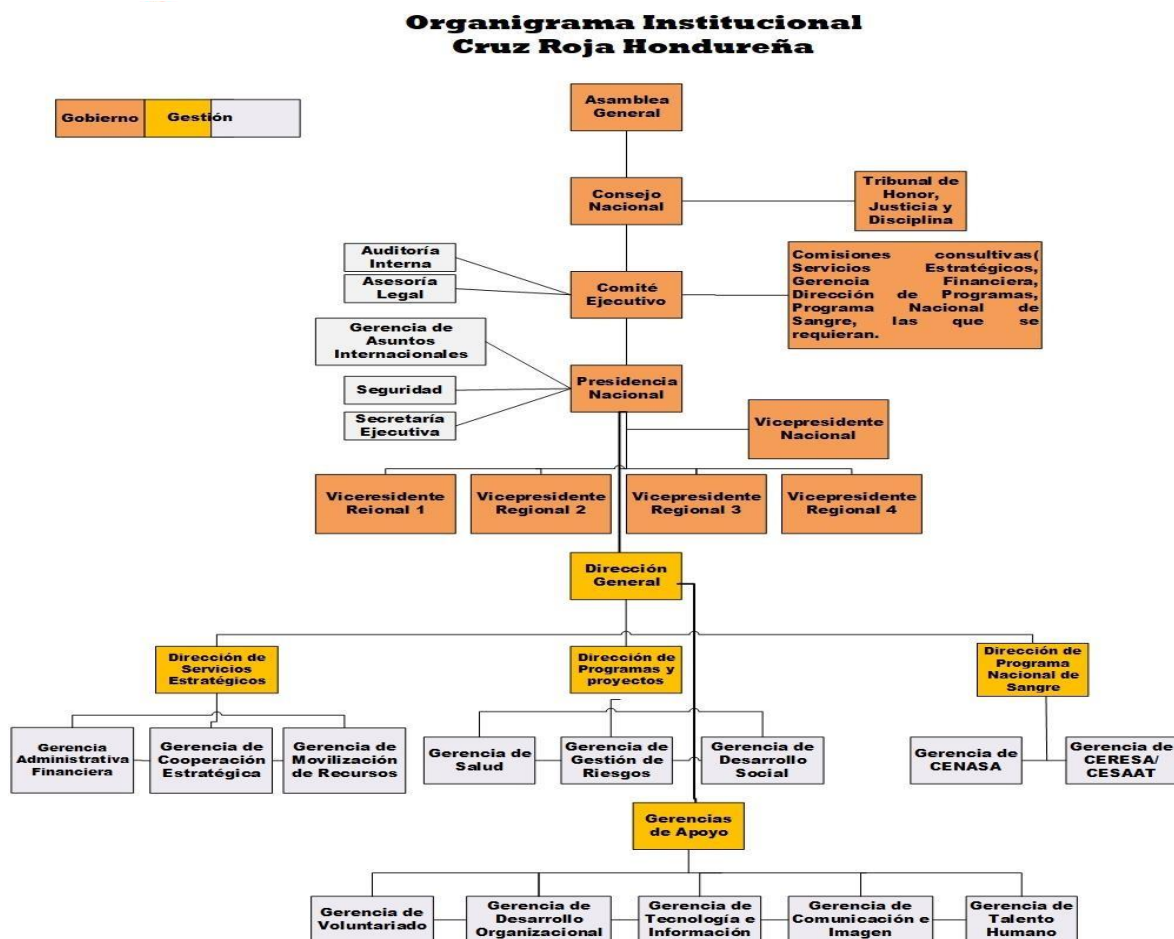 Organigrama Institucional
Cruz Roja Hondureña
Gobierno
Gestión
Asamblea
General
Consejo
Nacional
Tribunal de
Honor,
Justicia y
Disciplina
Auditoría
Interna
Asesoría
Legal
Comité
Ejecutivo
Comisiones consultivas(
Servicios Estratégicos,
Gerencia Financiera,
Dirección de Programas,
Programa Nacional de
Sangre, las que se
requieran.
Gerencia de
Asuntos
Internacionales
Seguridad
Secretaría
Ejecutiva
Presidencia
Nacional
Vicepresidente
Nacional
Viceresidente
Reional 1
Vicepresidente
Regional 2
Vicepresidente
Regional 3
Vicepresidente
Regional 4
Dirección
General
Dirección de
Servicios
Estratégicos
Dirección de
Programas y
proyectos
Dirección de
Programa
Nacional de
Sangre
Gerencia
Administrativa
Financiera
Gerencia de
Cooperación
Estratégica
Gerencia de
Movilización
de Recursos
Gerencia de
Salud
Gerencia de
Gestión de
Riesgos
Gerencia de
Desarrollo
Social
Gerencia de
CENASA
Gerencia de
CERESA/
CESAAT
Gerencias
de Apoyo
Gerencia de
Voluntariado
Gerencia de
Desarrollo
Organizacional
Gerencia de
Tecnología e
Información
Gerencia de
Comunicación e
Imagen
Gerencia de
Talento
Humano